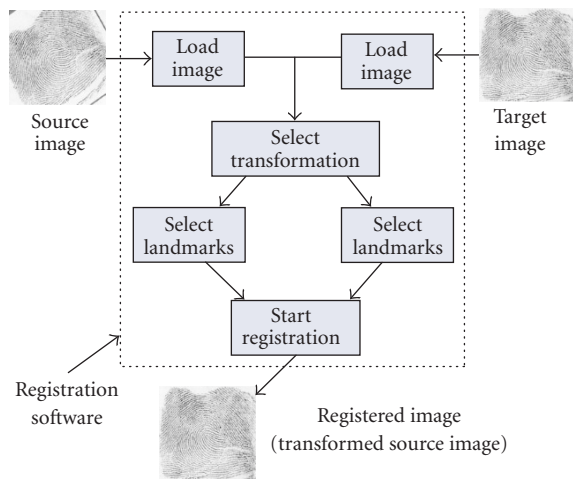 Load
image
Load
image
Source
image
Target
image
Select
transformation
Select
landmarks
Select
landmarks
Start
registration
Registration
software
Registered image
(transformed source image)